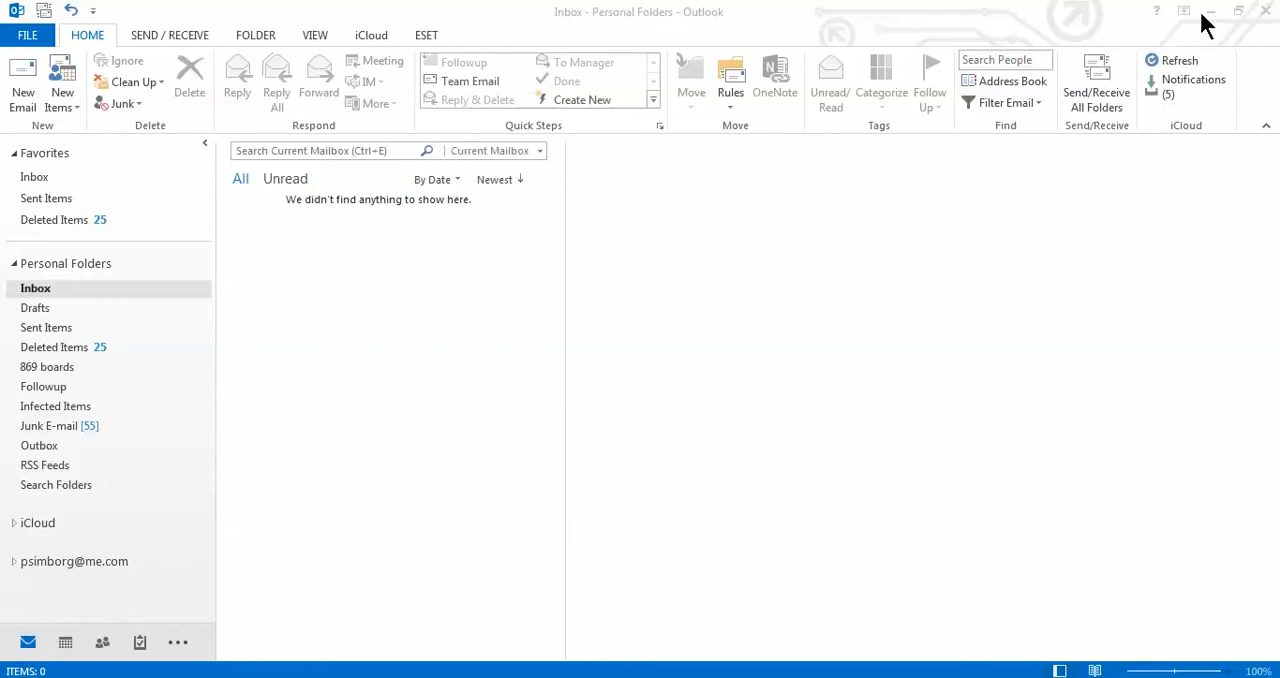 Inbox - Personal Folders - Outlook
?
FILE HOME SEND / RECEIVE FOLDER VIEW iCloud ESET
New Email
New Items
Ignore
Clean Up
Junk
Delete
Reply
Reply All
Forward
Meeting
IM
More
Followup
Team Email
Reply & Delete
To Manager
Done
Create New
Move
Rules
OneNote
Unread/ Read
Categorize
Follow Up
Search People
Address Book
Filter Email
Send/Receive All Folders
Refresh
Notifications (5)
New Delete Respond Quick Steps Move Tags Find Send/Receive iCloud
Favorites
Inbox
Sent Items
Deleted Items 25
Personal Folders
Inbox
Drafts
Sent Items
Deleted Items 25
869 boards
Followup
Infected Items
Junk E-mail [55]
Outbox
RSS Feeds
Search Folders
iCloud
psimborg@me.com
Search Current Mailbox (Ctrl+E) Current Mailbox
All Unread By Date Newest
We didn't find anything to show here.
ITEMS: 0 100%